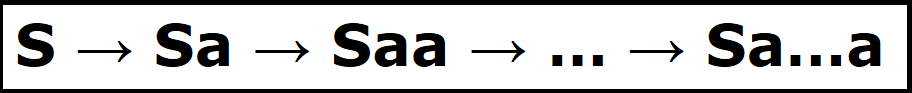 S → Sa → Saa → ... → Sa...a